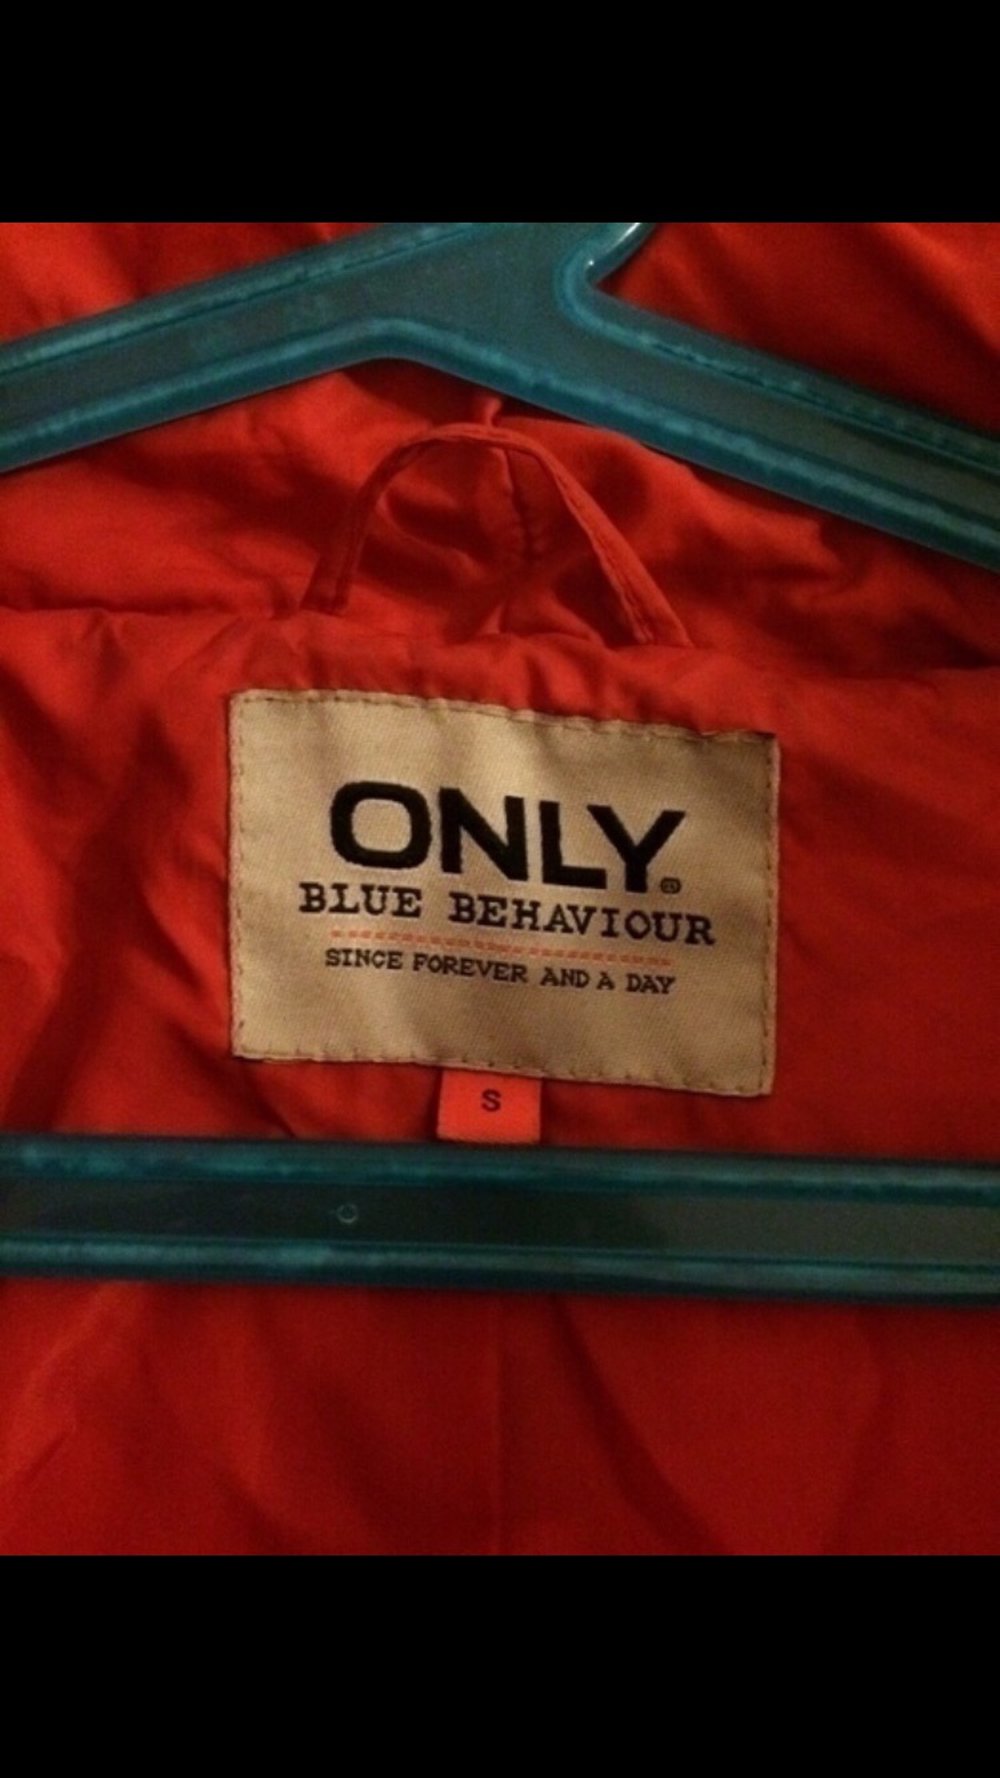 ONLY®
BLUE BEHAVIOUR
SINCE FOREVER AND A DAY
S